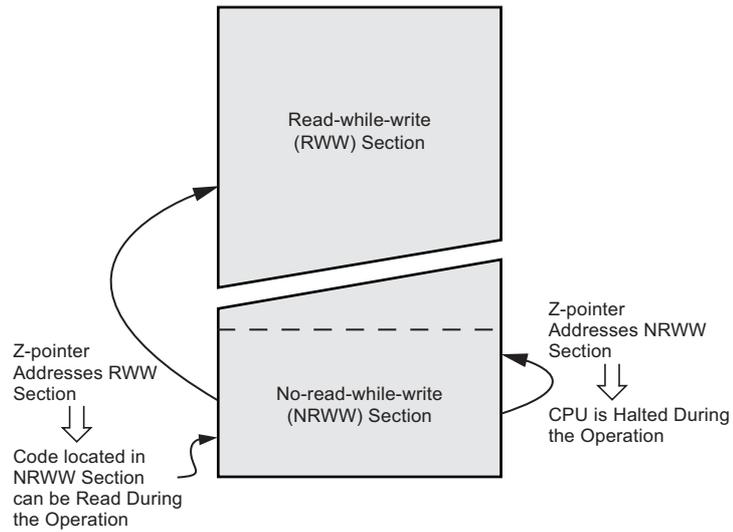 Read-while-write
(RWW) Section
Z-pointer
Addresses RWW
Section
Code located in
NRWW Section
can be Read During
the Operation
No-read-while-write
(NRWW) Section
Z-pointer
Addresses NRWW
Section
CPU is Halted During
the Operation